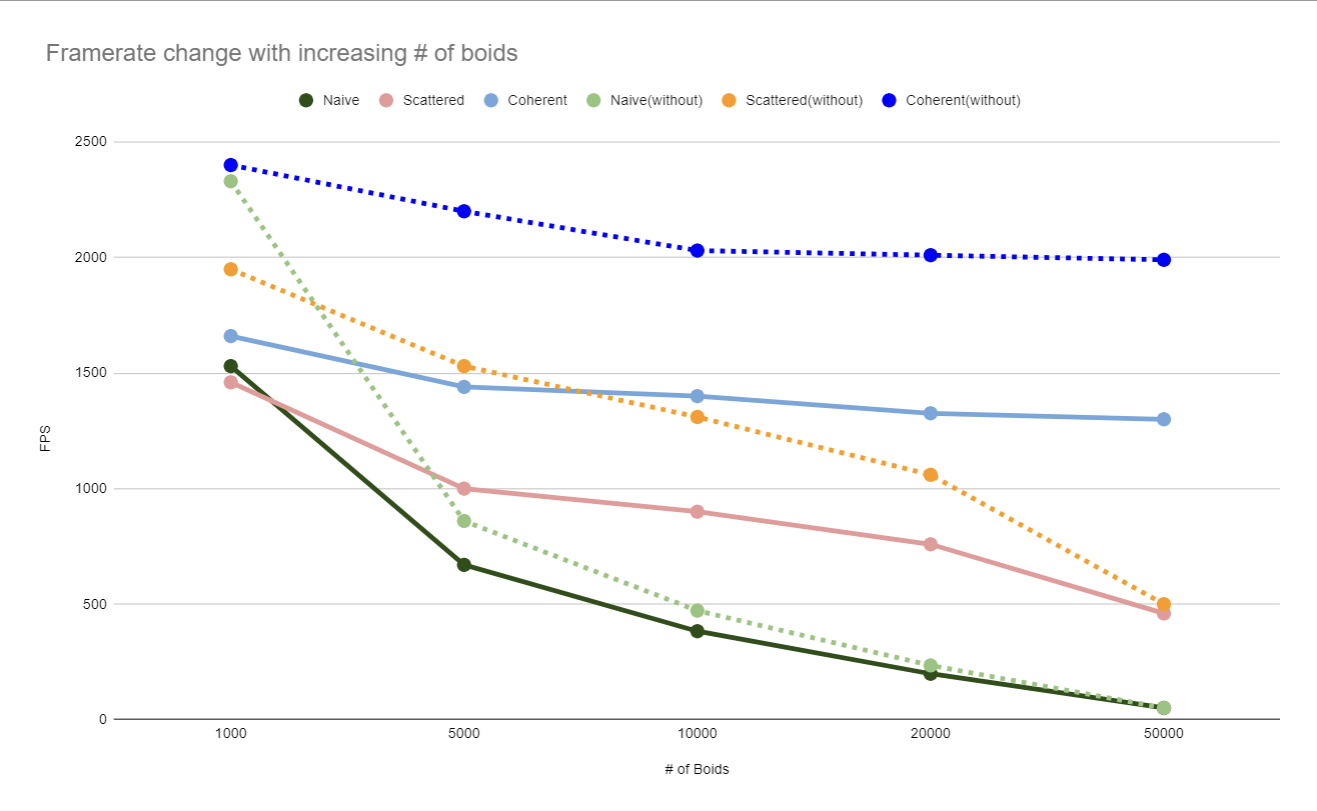 Framerate change with increasing # of boids
Naive Scattered Coherent Naive(without) Scattered(without) Coherent(without)
2500
2000
1500
1000
500
0
FPS
1000 5000 10000 20000 50000
# of Boids